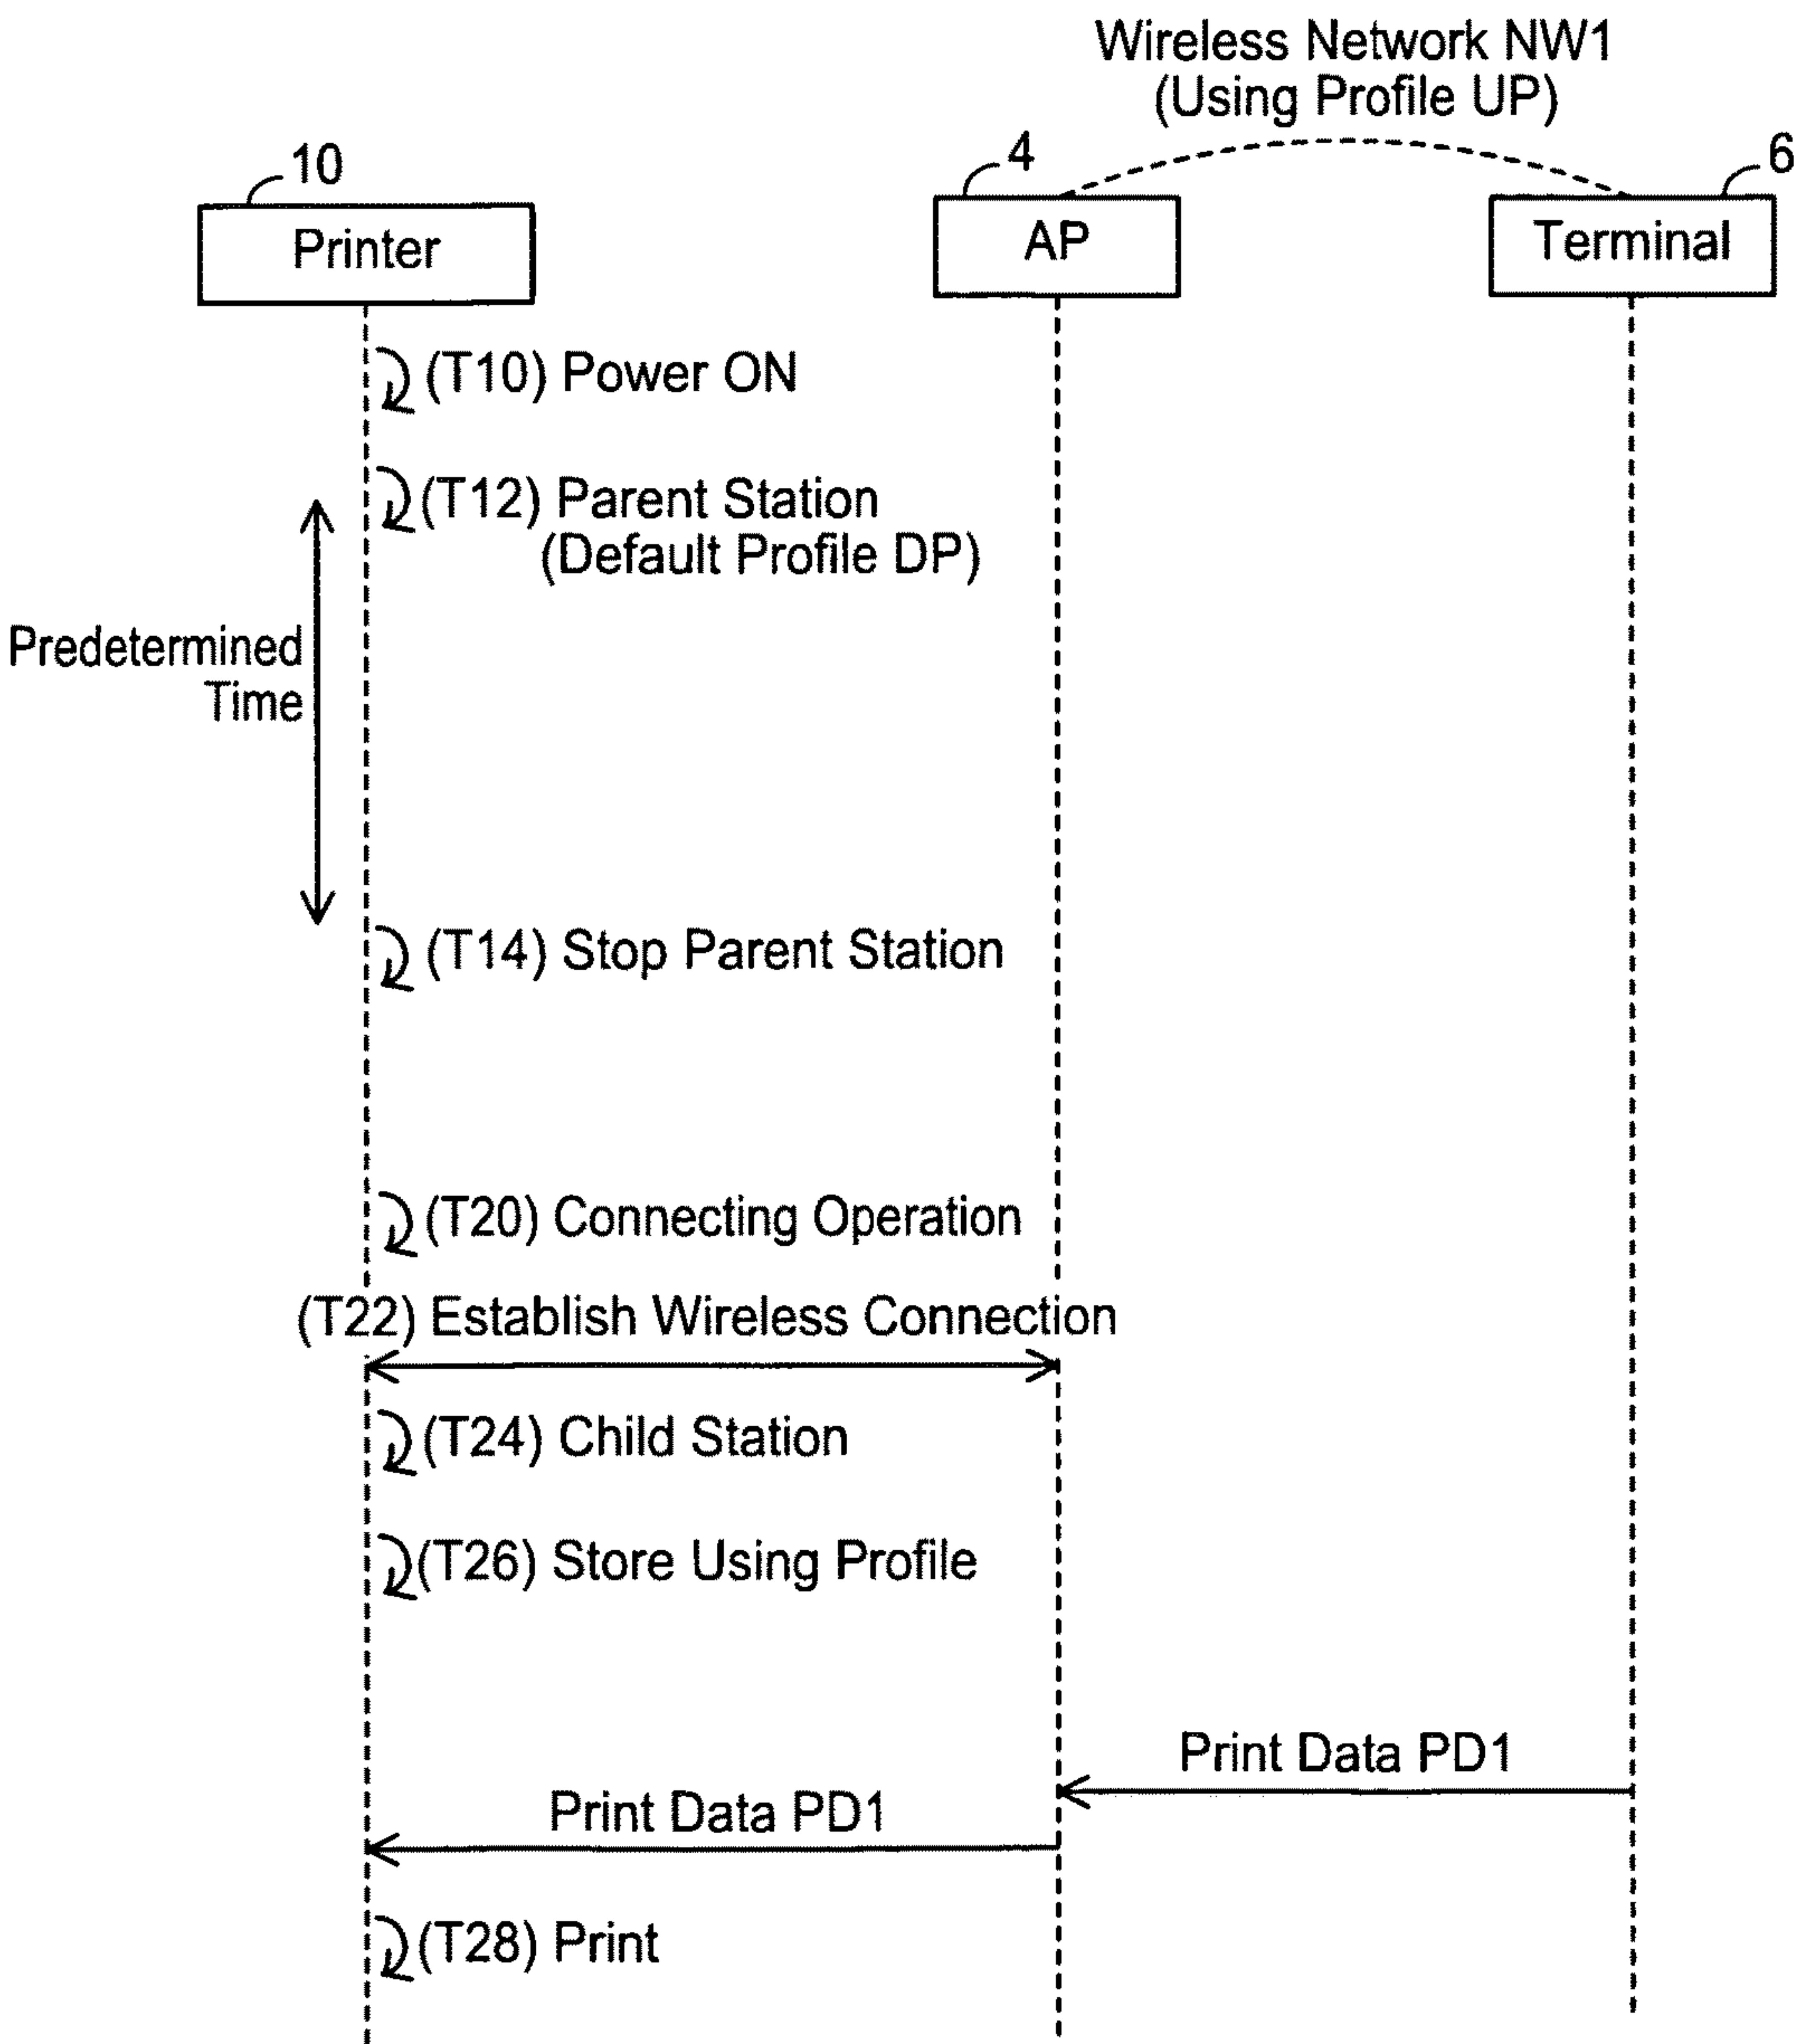 Wireless Network NW1
(Using Profile UP)
10
4
6
Printer
AP
Terminal
(T10) Power ON
(T12) Parent Station
(Default Profile DP)
Predetermined
Time
(T14) Stop Parent Station
(T20) Connecting Operation
(T22) Establish Wireless Connection
(T24) Child Station
(T26) Store Using Profile
Print Data PD1
Print Data PD1
(T28) Print